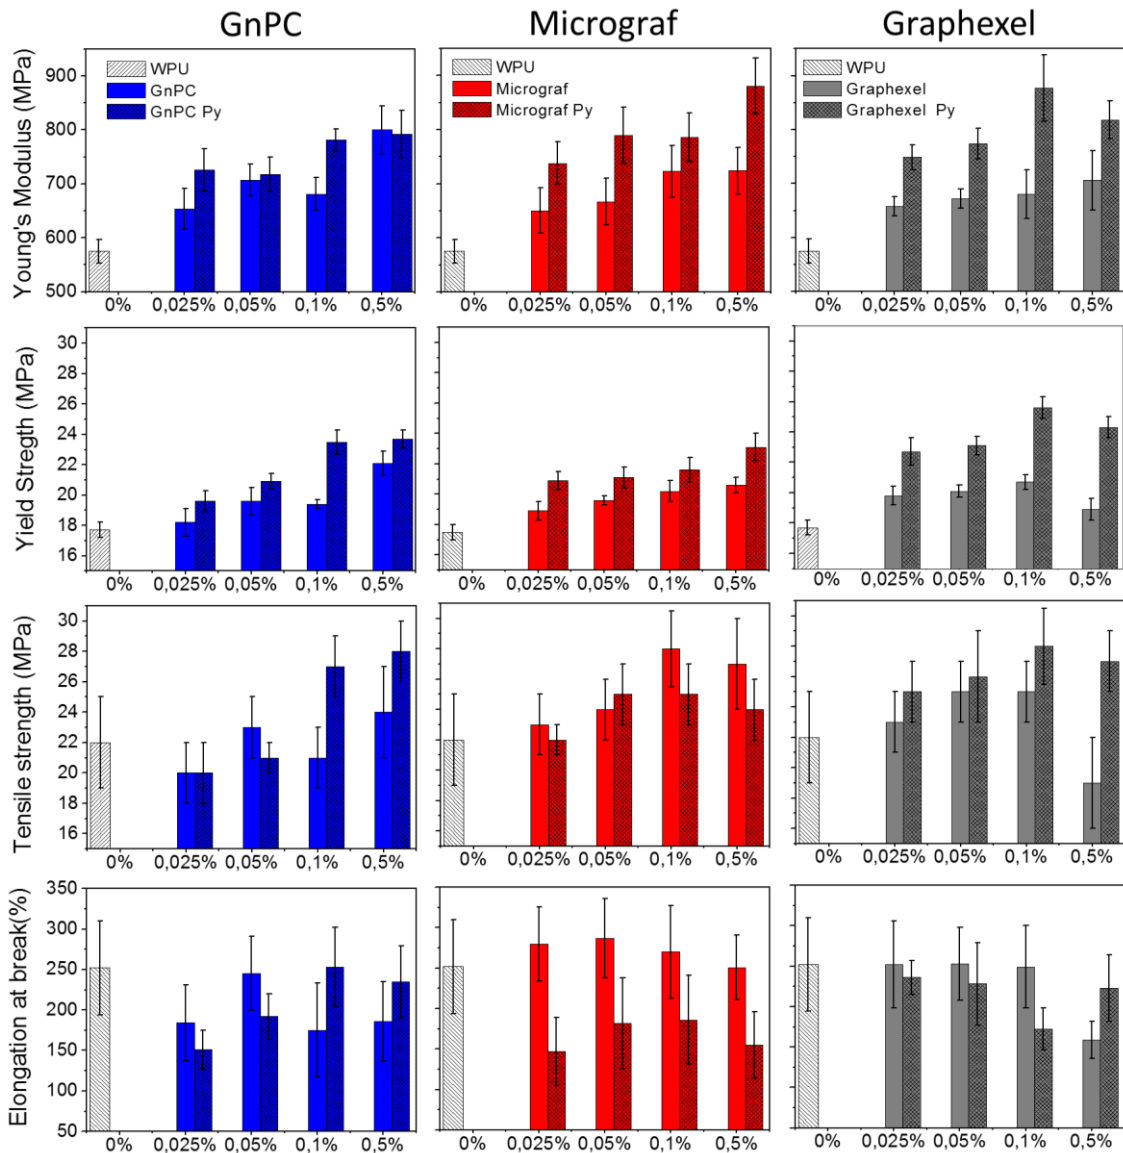 GnPC Micrograf Graphexel
Young's Modulus (MPa)
900
800
700
600
500
WPU
GnPC
GnPC Py
0% 0,025% 0,05% 0,1% 0,5%
WPU
Micrograf
Micrograf Py
0% 0,025% 0,05% 0,1% 0,5%
WPU
Graphexel
Graphexel Py
0% 0,025% 0,05% 0,1% 0,5%
Yield Stregth (MPa)
30
28
26
24
22
20
18
16
0% 0,025% 0,05% 0,1% 0,5%
0% 0,025% 0,05% 0,1% 0,5%
0% 0,025% 0,05% 0,1% 0,5%
Tensile strength (MPa)
30
28
26
24
22
20
18
16
0% 0,025% 0,05% 0,1% 0,5%
0% 0,025% 0,05% 0,1% 0,5%
0% 0,025% 0,05% 0,1% 0,5%
Elongation at break(%)
350
300
250
200
150
100
50
0% 0,025% 0,05% 0,1% 0,5%
0% 0,025% 0,05% 0,1% 0,5%
0% 0,025% 0,05% 0,1% 0,5%